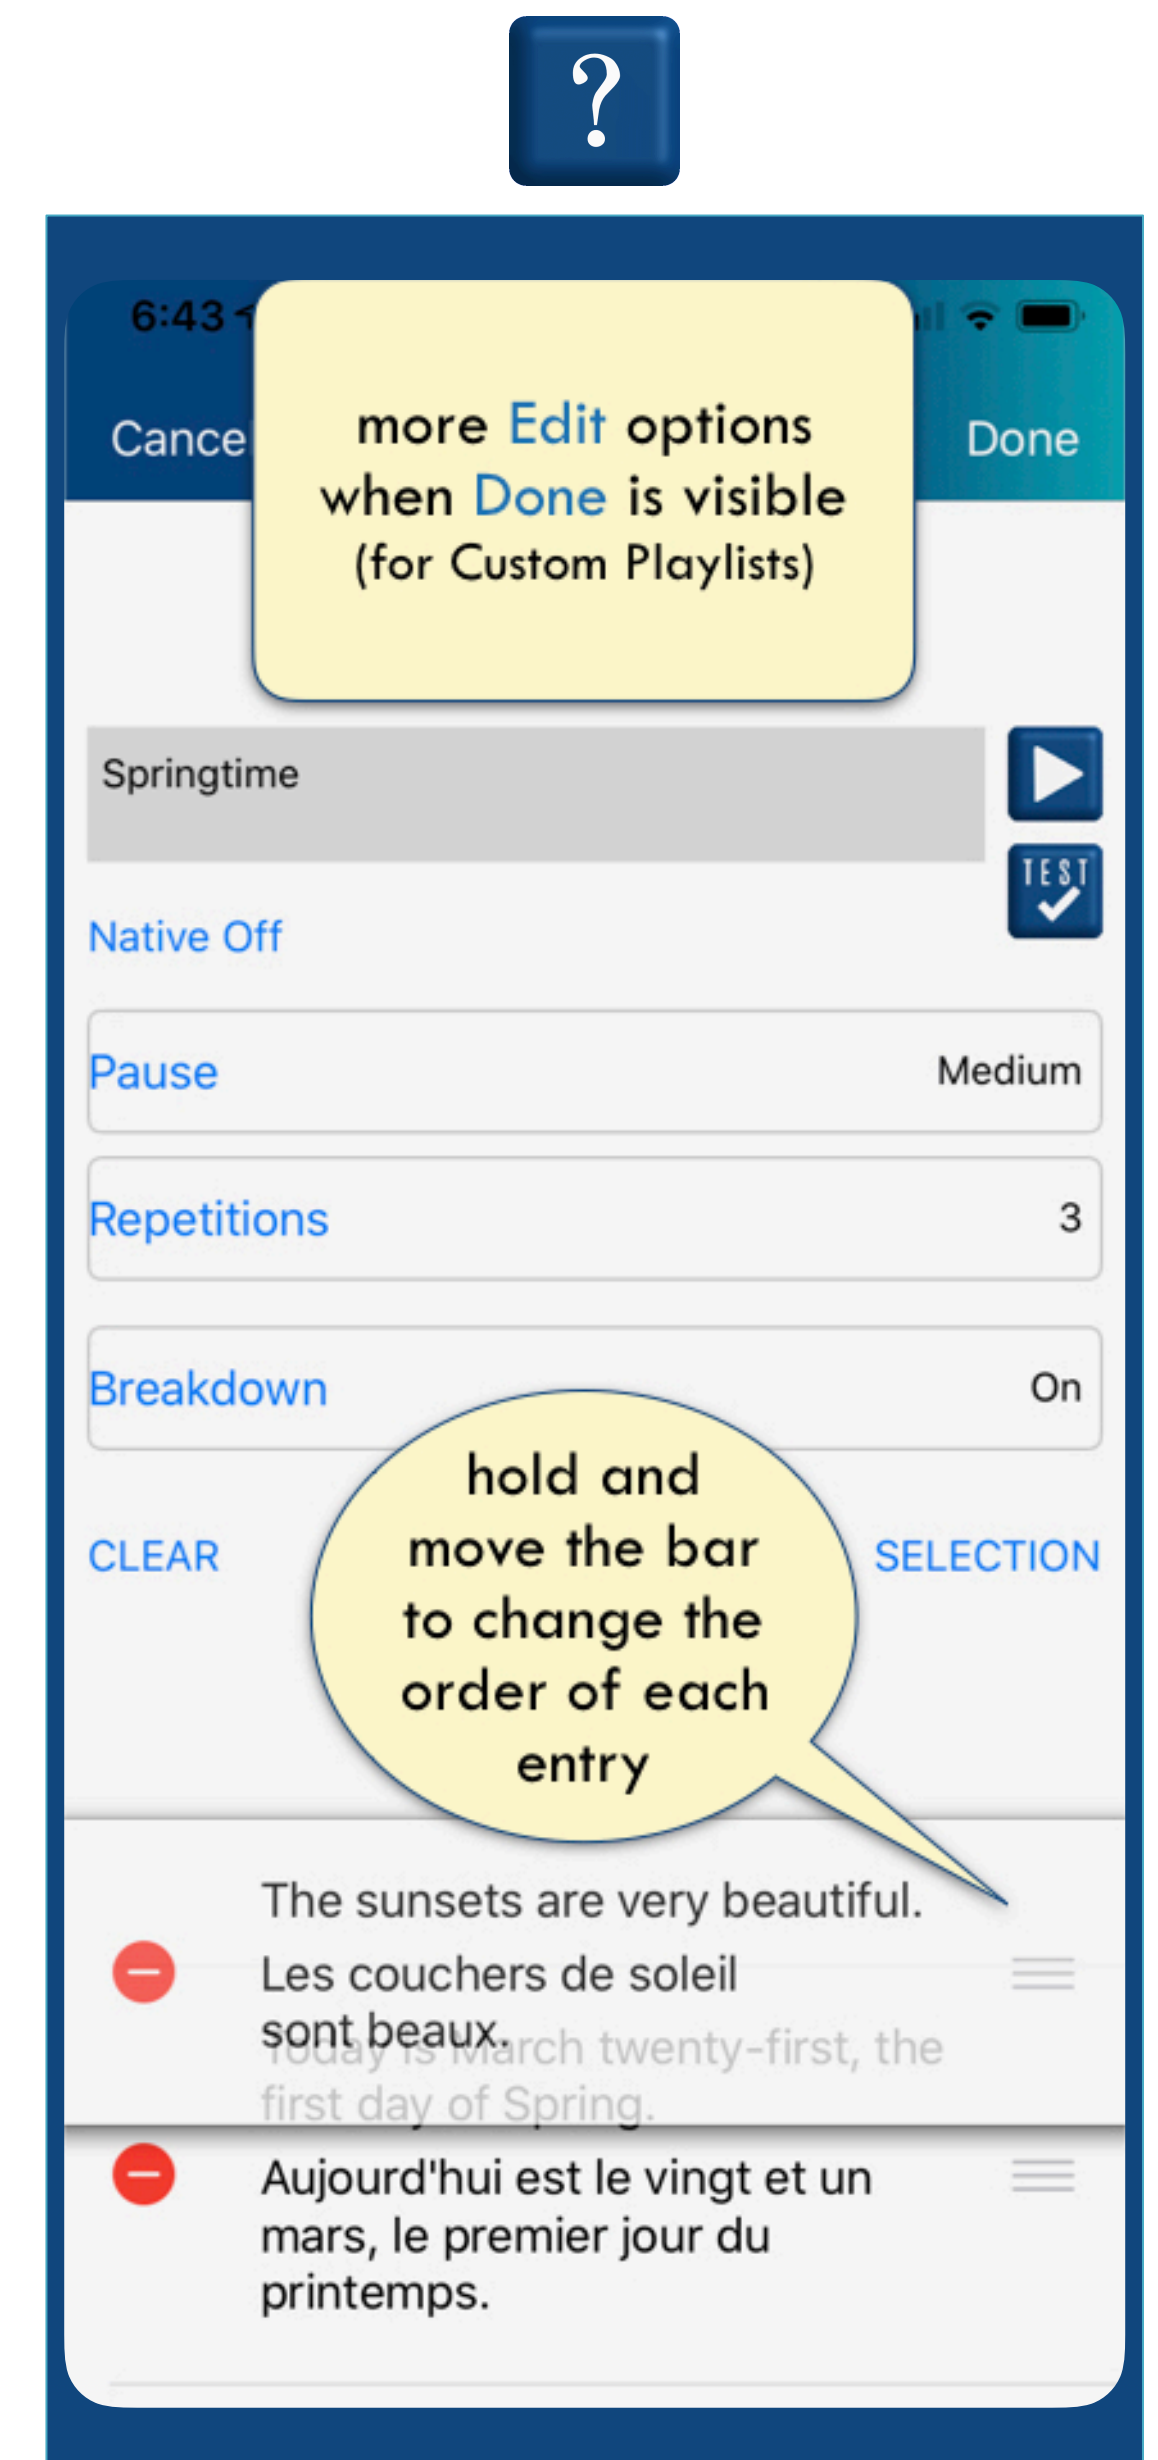 ?
6:43
more Edit options
Cancel
Done
when Done is visible
(for Custom Playlists)
Springtime
TEST
Native Off
Pause
Medium
Repetitions
3
Breakdown
On
hold and
move the bar
to change the
order of each
entry
CLEAR
SELECTION
The sunsets are very beautiful.
Les couchers de soleil
sont beaux.
Today is March twenty-first, the
first day of Spring.
Aujourd'hui est le vingt et un
mars, le premier jour du
printemps.